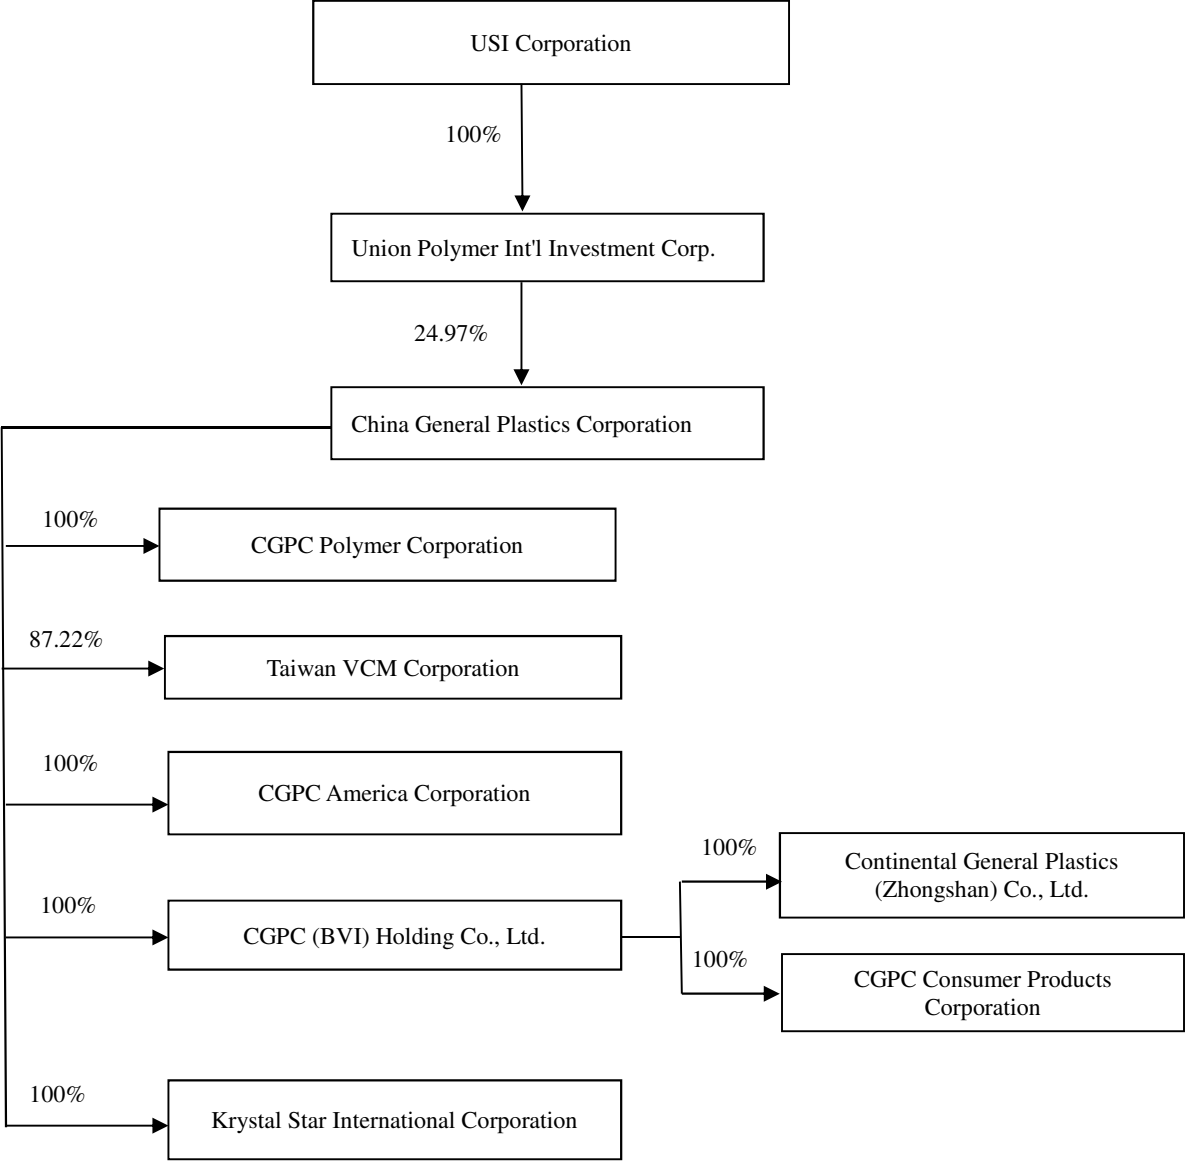 USI Corporation
100%
Union Polymer Int'l Investment Corp.
24.97%
China General Plastics Corporation
100%
CGPC Polymer Corporation
87.22%
Taiwan VCM Corporation
100%
CGPC America Corporation
100%
Continental General Plastics
(Zhongshan) Co., Ltd.
100%
CGPC (BVI) Holding Co., Ltd.
100%
CGPC Consumer Products
Corporation
100%
Krystal Star International Corporation